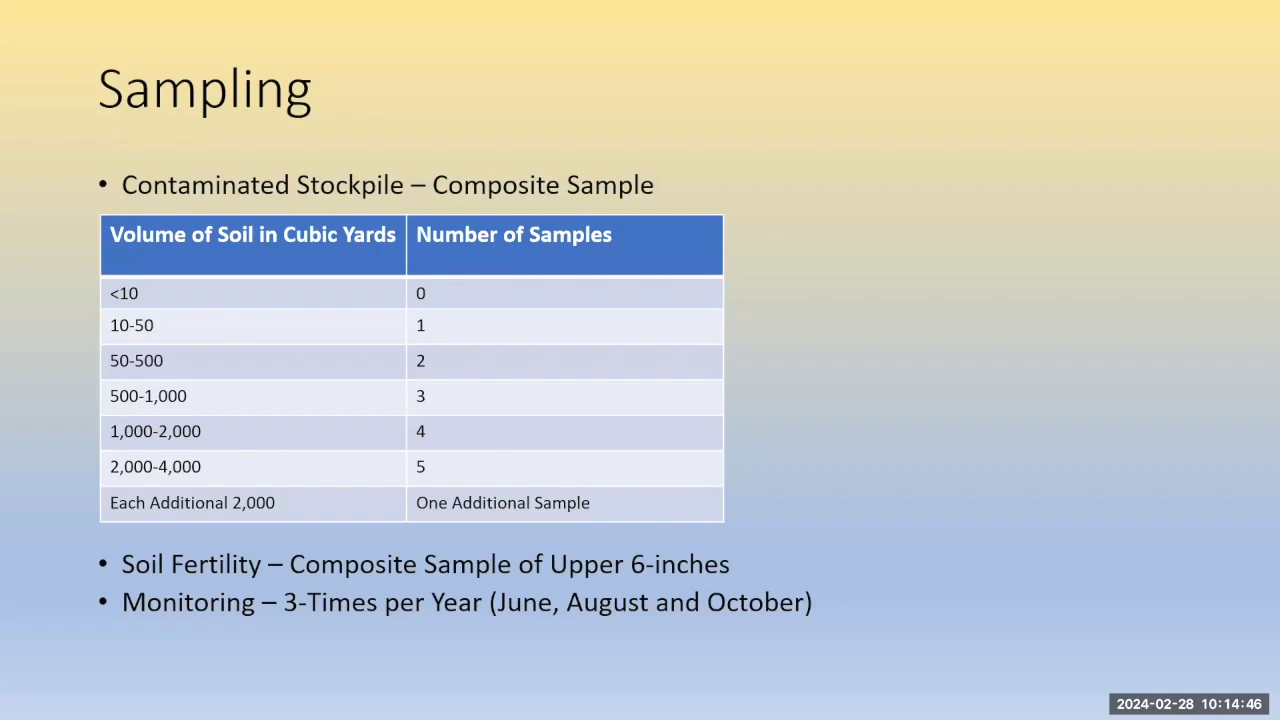 Sampling
• Contaminated Stockpile – Composite Sample
Volume of Soil in Cubic Yards Number of Samples
<10 0
10-50 1
50-500 2
500-1,000 3
1,000-2,000 4
2,000-4,000 5
Each Additional 2,000 One Additional Sample
• Soil Fertility – Composite Sample of Upper 6-inches
• Monitoring – 3-Times per Year (June, August and October)
2024-02-28 10:14:46